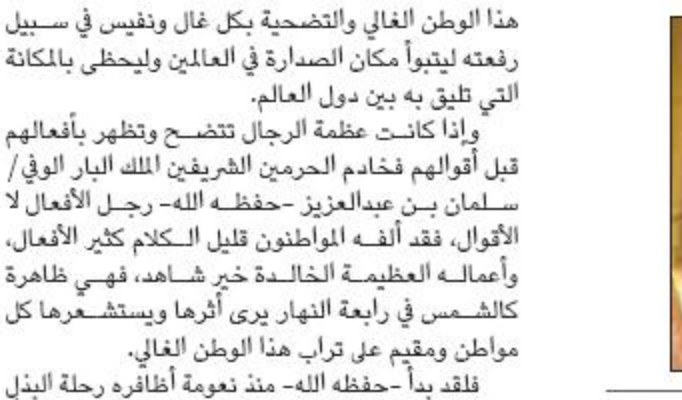 هذا الوطن الغالي والتضحية بكل غال ونفيس في سبيل
رفعته ليتبوأ مكان الصدارة في العالمين وليحظى بالمكانة
التي تليق به بين دول العالم.
وإذا كانت عظمة الرجال تتضح وتظهر بأفعالهم
قبل أقوالهم فخادم الحرمين الشريفين الملك البار الوفي/
سلمان بن عبدالعزيز -حفظه الله- رجل الأفعال لا
الأقوال، فقد ألفه المواطنون قليل الكلام كثير الأفعال،
وأعماله العظيمة الخالدة خير شاهد، فهي ظاهرة
كالشمس في رابعة النهار يرى أثرها ويستشعرها كل
مواطن ومقيم على تراب هذا الوطن الغالي.
فلقد بدأ -حفظه الله- منذ نعومة أظافره رحلة البذل